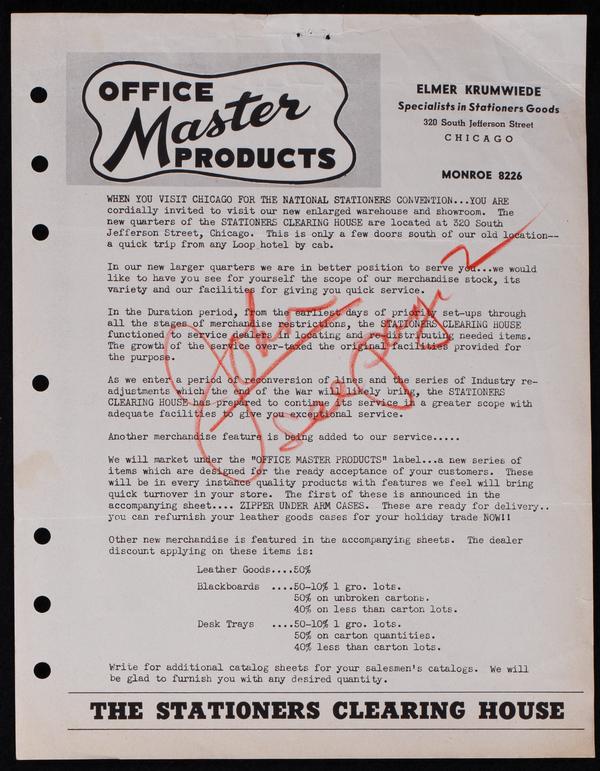 OFFICE
Master
PRODUCTS
ELMER KRUMWIEDE
Specialists in Stationers Goods
320 South Jefferson Street
CHICAGO
MONROE 8226
WHEN YOU VISIT CHICAGO FOR THE NATIONAL STATIONERS CONVENTION...YOU ARE
cordially invited to visit our new enlarged warehouse and showroom. The
new quarters of the STATIONERS CLEARING HOUSE are located at 320 South
Jefferson Street, Chicago. This is only a few doors south of our old location--
a quick trip from any Loop hotel by cab.
In our new larger quarters we are in better position to serve you...we would
like to have you see for yourself the scope of our merchandise stock, its
variety and our facilities for giving you quick service.
In the Duration period, from the earliest days of priority set-ups through
all the stages of merchandise restrictions, the STATIONERS CLEARING HOUSE
functioned to service dealers in locating and re-distributing needed items.
The growth of the service over-taxed the original facilities provided for
the purpose.
As we enter a period of reconversion of lines and the series of Industry re-
adjustments which the end of the War will likely bring, the STATIONERS
CLEARING HOUSE has prepared to continue its service in a greater scope with
adequate facilities to give you exceptional service.
Another merchandise feature is being added to our service.....
We will market under the "OFFICE MASTER PRODUCTS" label...a new series of
items which are designed for the ready acceptance of your customers. These
will be in every instance quality products with features we feel will bring
quick turnover in your store. The first of these is announced in the
accompanying sheet.... ZIPPER UNDER ARM CASES. These are ready for delivery..
you can refurnish your leather goods cases for your holiday trade NOW!!
Other new merchandise is featured in the accompanying sheets. The dealer
discount applying on these items is:
Leather Goods....50%
Blackboards ....50-10% 1 gro. lots.
50% on unbroken cartons.
40% on less than carton lots.
Desk Trays ....50-10% 1 gro. lots.
50% on carton quantities.
40% less than carton lots.
Write for additional catalog sheets for your salesmen's catalogs. We will
be glad to furnish you with any desired quantity.
THE STATIONERS CLEARING HOUSE
John
See page 2